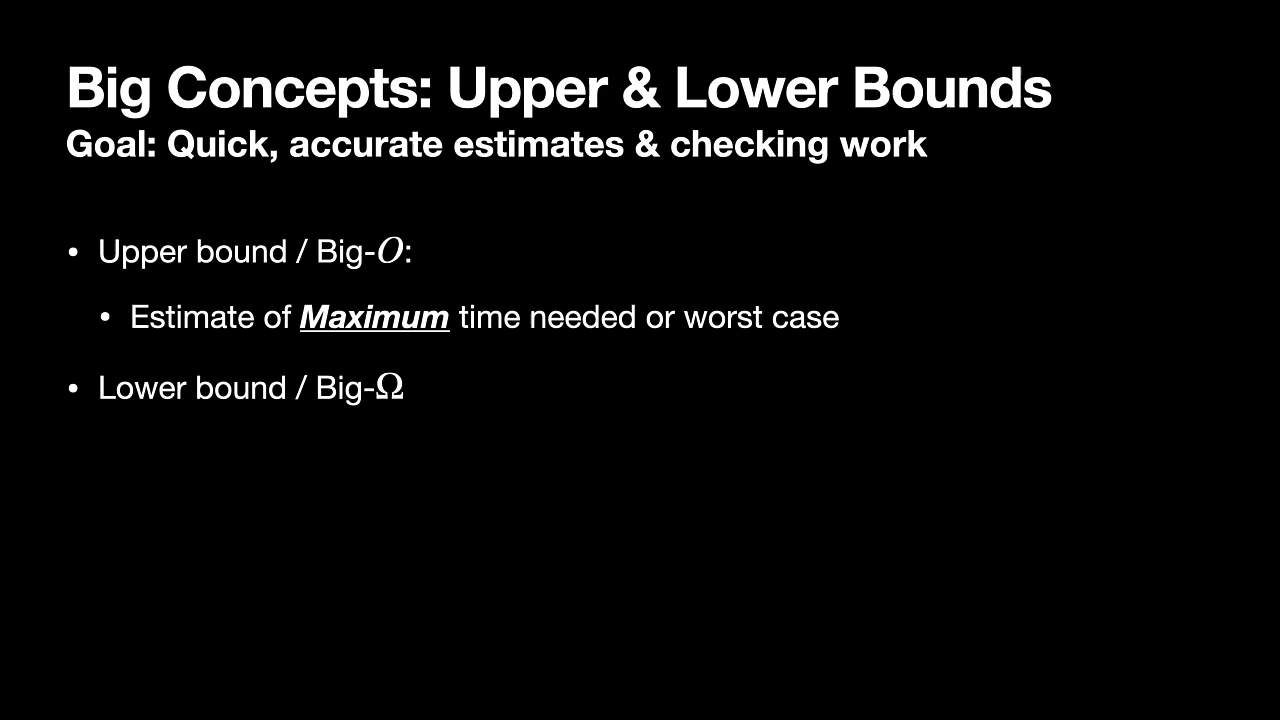 Big Concepts: Upper & Lower Bounds
Goal: Quick, accurate estimates & checking work
• Upper bound / Big-O:
• Estimate of Maximum time needed or worst case
• Lower bound / Big-Ω